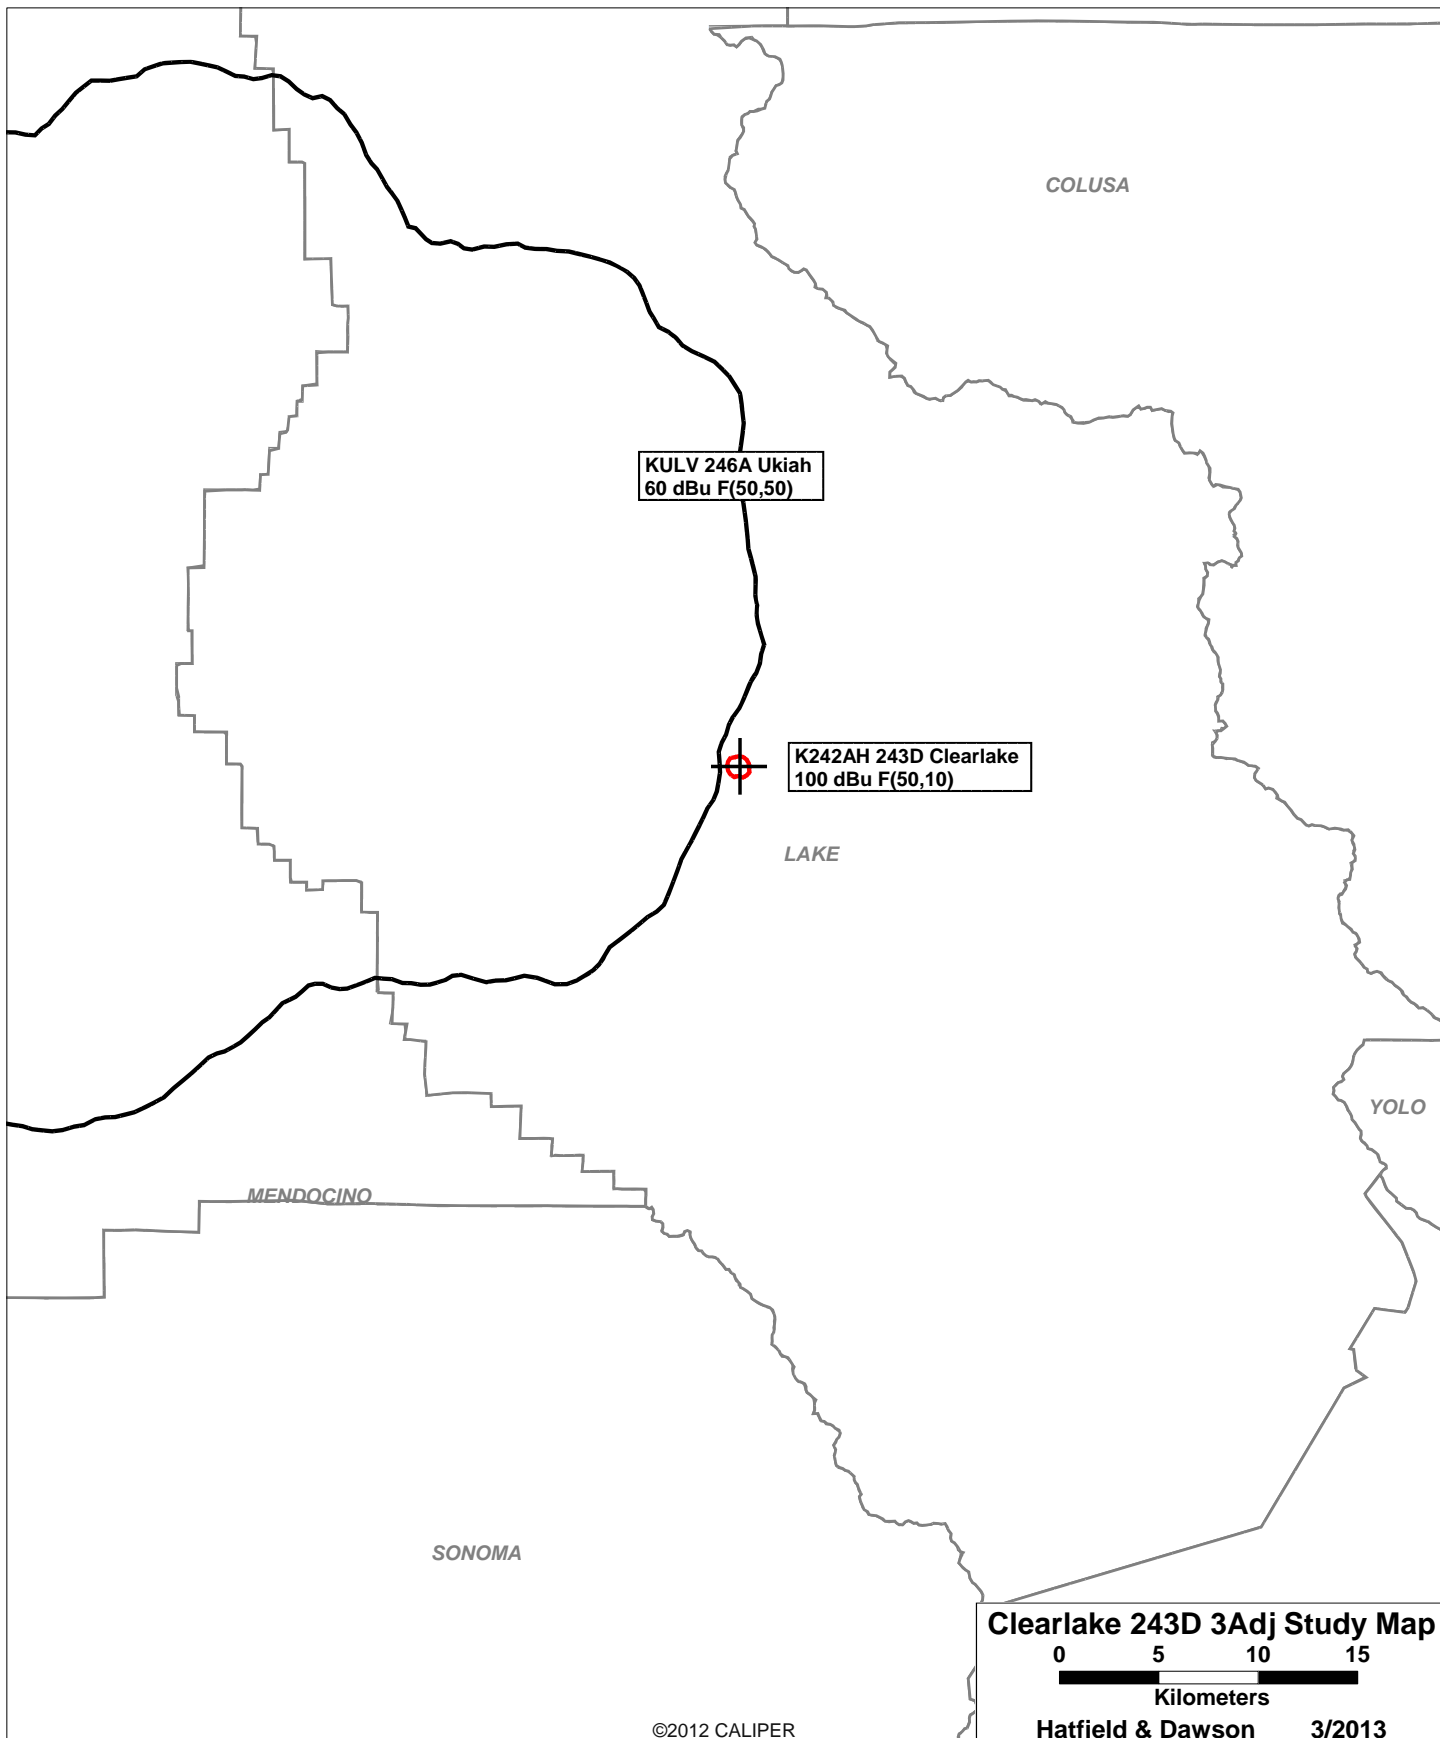 COLUSA
KULV 246A Ukiah
60 dBu F(50,50)
K242AH 243D Clearlake
100 dBu F(50,10)
LAKE
YOLO
MENDOCINO
SONOMA
Clearlake 243D 3Adj Study Map
0 5 10 15
Kilometers
Hatfield & Dawson 3/2013
©2012 CALIPER